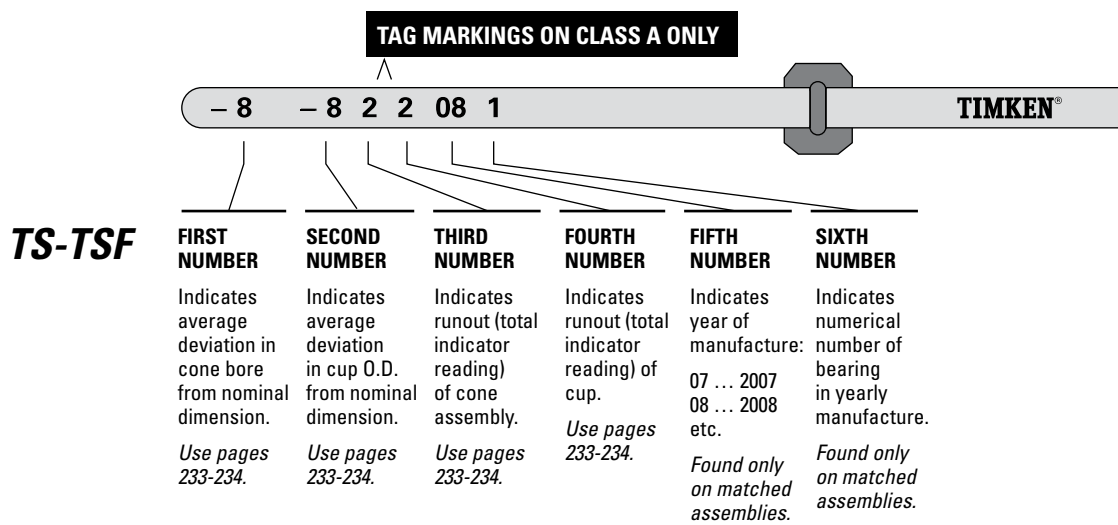 TAG MARKINGS ON CLASS A ONLY
– 8 – 8 2 2 08 1
TIMKEN®
TS-TSF
FIRST
NUMBER
Indicates
average
deviation in
cone bore
from nominal
dimension.
Use pages
233-234.
SECOND
NUMBER
Indicates
average
deviation
in cup O.D.
from nominal
dimension.
Use pages
233-234.
THIRD
NUMBER
Indicates
runout (total
indicator
reading)
of cone
assembly.
Use pages
233-234.
FOURTH
NUMBER
Indicates
runout (total
indicator
reading) of
cup.
Use pages
233-234.
FIFTH
NUMBER
Indicates
year of
manufacture:
07 … 2007
08 … 2008
etc.
Found only
on matched
assemblies.
SIXTH
NUMBER
Indicates
numerical
number of
bearing
in yearly
manufacture.
Found only
on matched
assemblies.